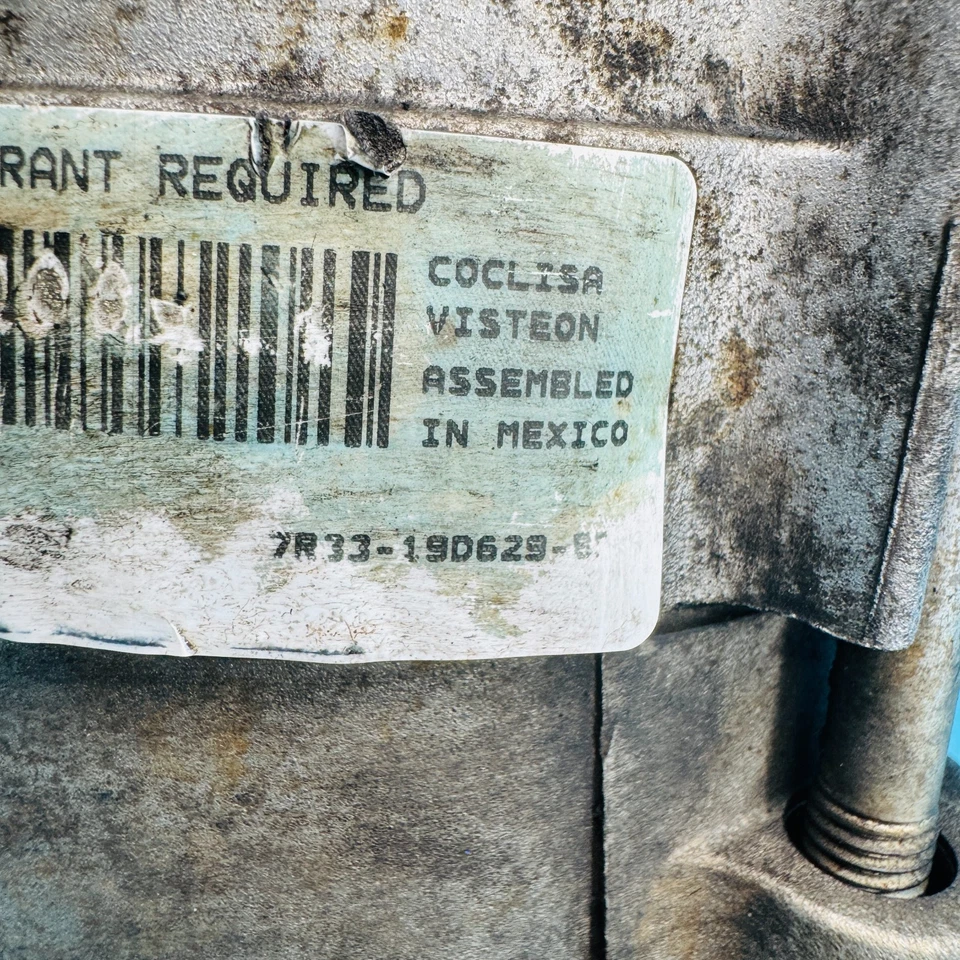 RANT REQUIRED
COCLISA
VISTEON
ASSEMBLED
IN MEXICO
7R33-19D629-